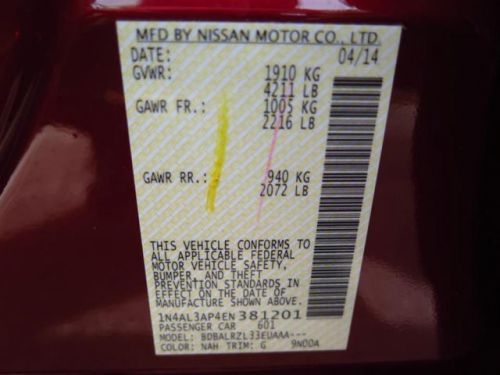 MFD BY NISSAN MOTOR CO., LTD.
DATE: 04/14
GVWR: 1910 KG
4211 LB
GAWR FR.: 1005 KG
2216 LB
GAWR RR.: 940 KG
2072 LB
THIS VEHICLE CONFORMS TO
ALL APPLICABLE FEDERAL
MOTOR VEHICLE SAFETY,
BUMPER, AND THEFT
PREVENTION STANDARDS IN
EFFECT ON THE DATE OF
MANUFACTURE SHOWN ABOVE.
1N4AL3AP4EN381201
PASSENGER CAR 601
MODEL: BDBALRZL33EUAAA---
COLOR: NAH TRIM: G 9N0DA